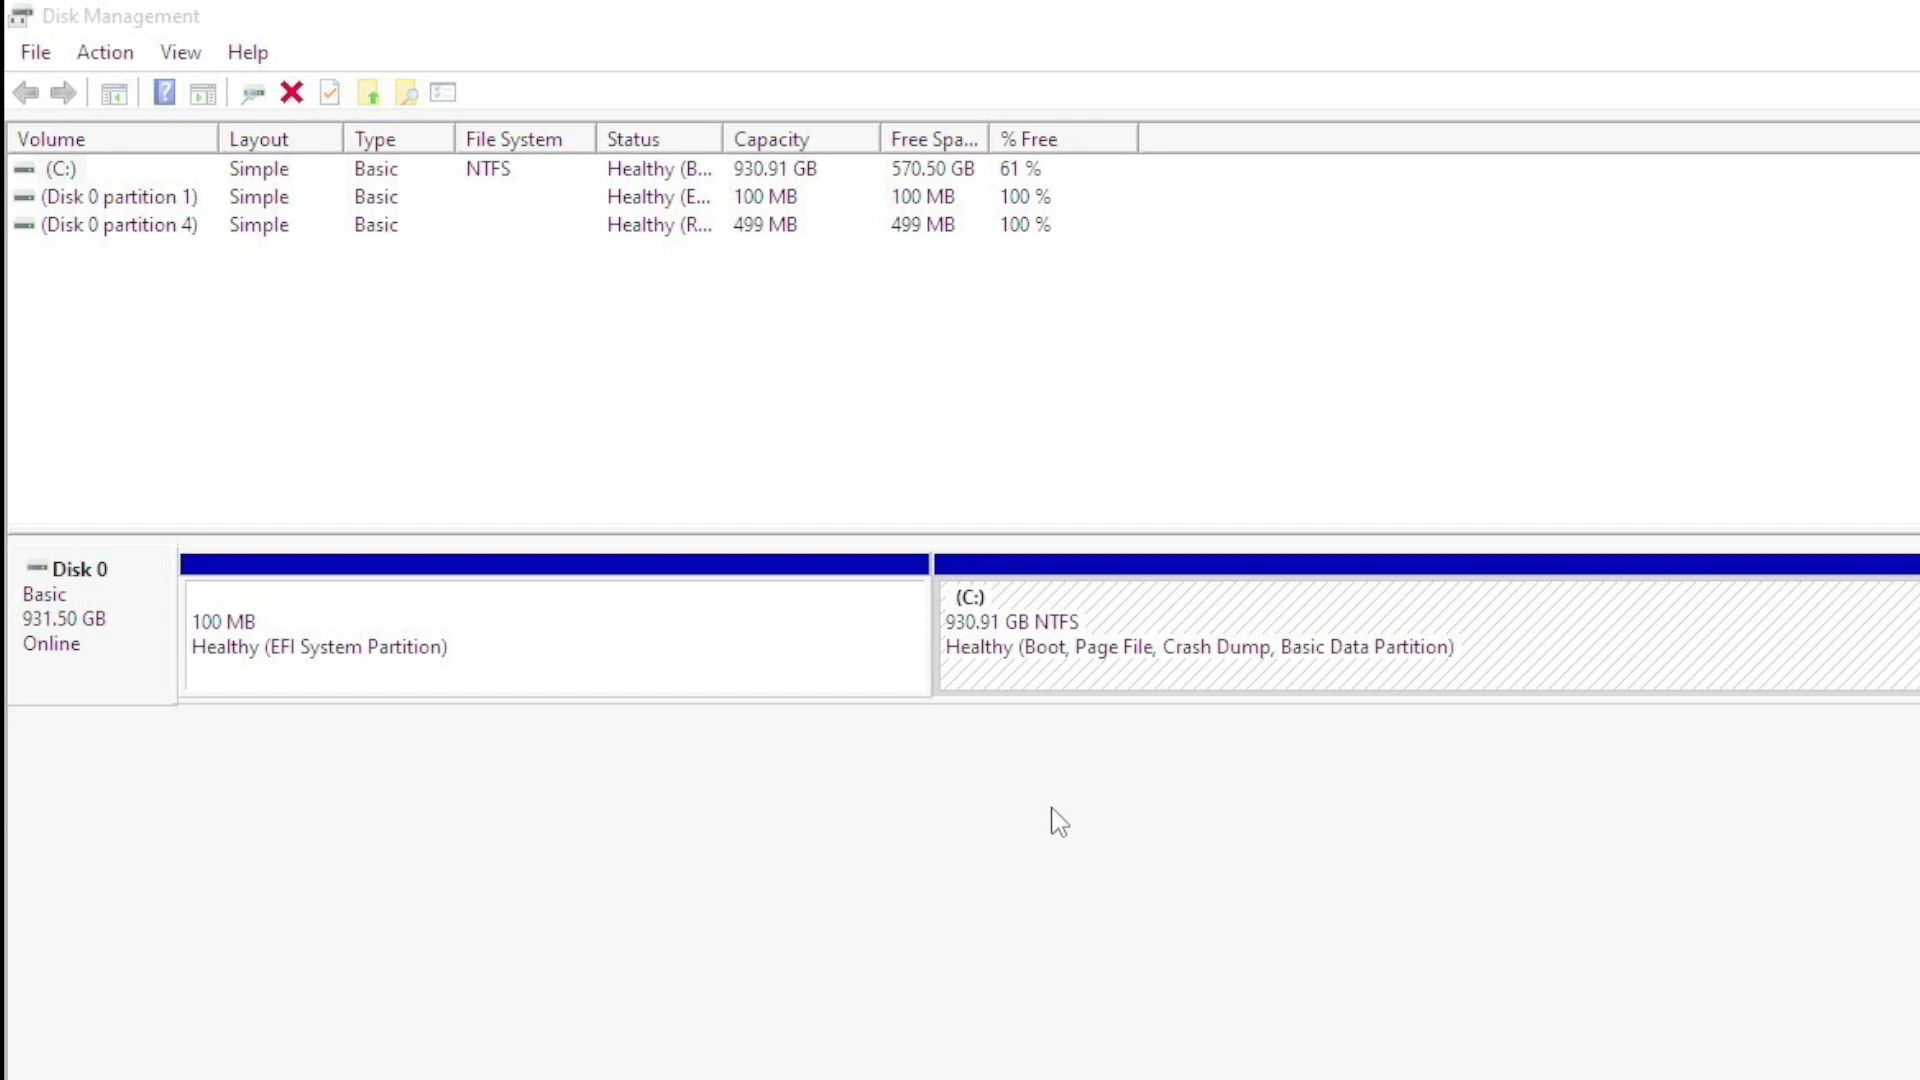 Disk Management
File Action View Help
Volume Layout Type File System Status Capacity Free Spa... % Free
(C:) Simple Basic NTFS Healthy (B... 930.91 GB 570.50 GB 61 %
(Disk 0 partition 1) Simple Basic Healthy (E... 100 MB 100 MB 100 %
(Disk 0 partition 4) Simple Basic Healthy (R... 499 MB 499 MB 100 %
Disk 0
Basic
931.50 GB
Online
100 MB
Healthy (EFI System Partition)
(C:)
930.91 GB NTFS
Healthy (Boot, Page File, Crash Dump, Basic Data Partition)